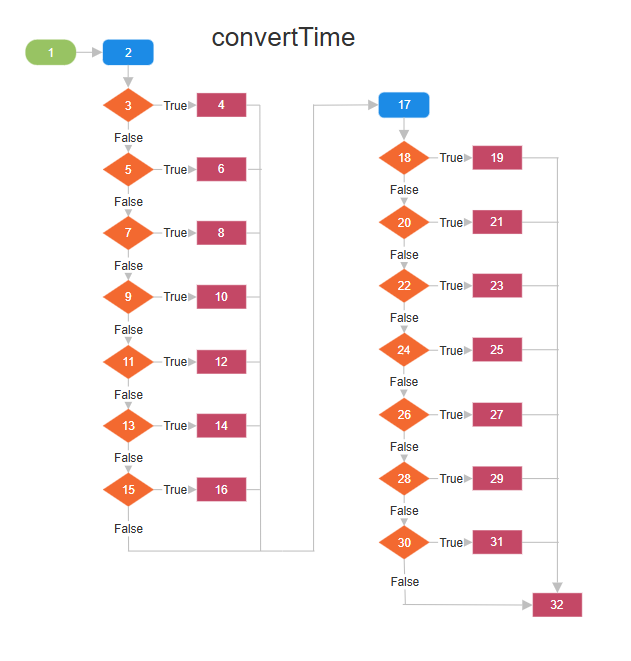 convertTime
1
2
3
True
4
False
5
True
6
False
7
True
8
False
9
True
10
False
11
True
12
False
13
True
14
False
15
True
16
False
17
18
True
19
False
20
True
21
False
22
True
23
False
24
True
25
False
26
True
27
False
28
True
29
False
30
True
31
False
32